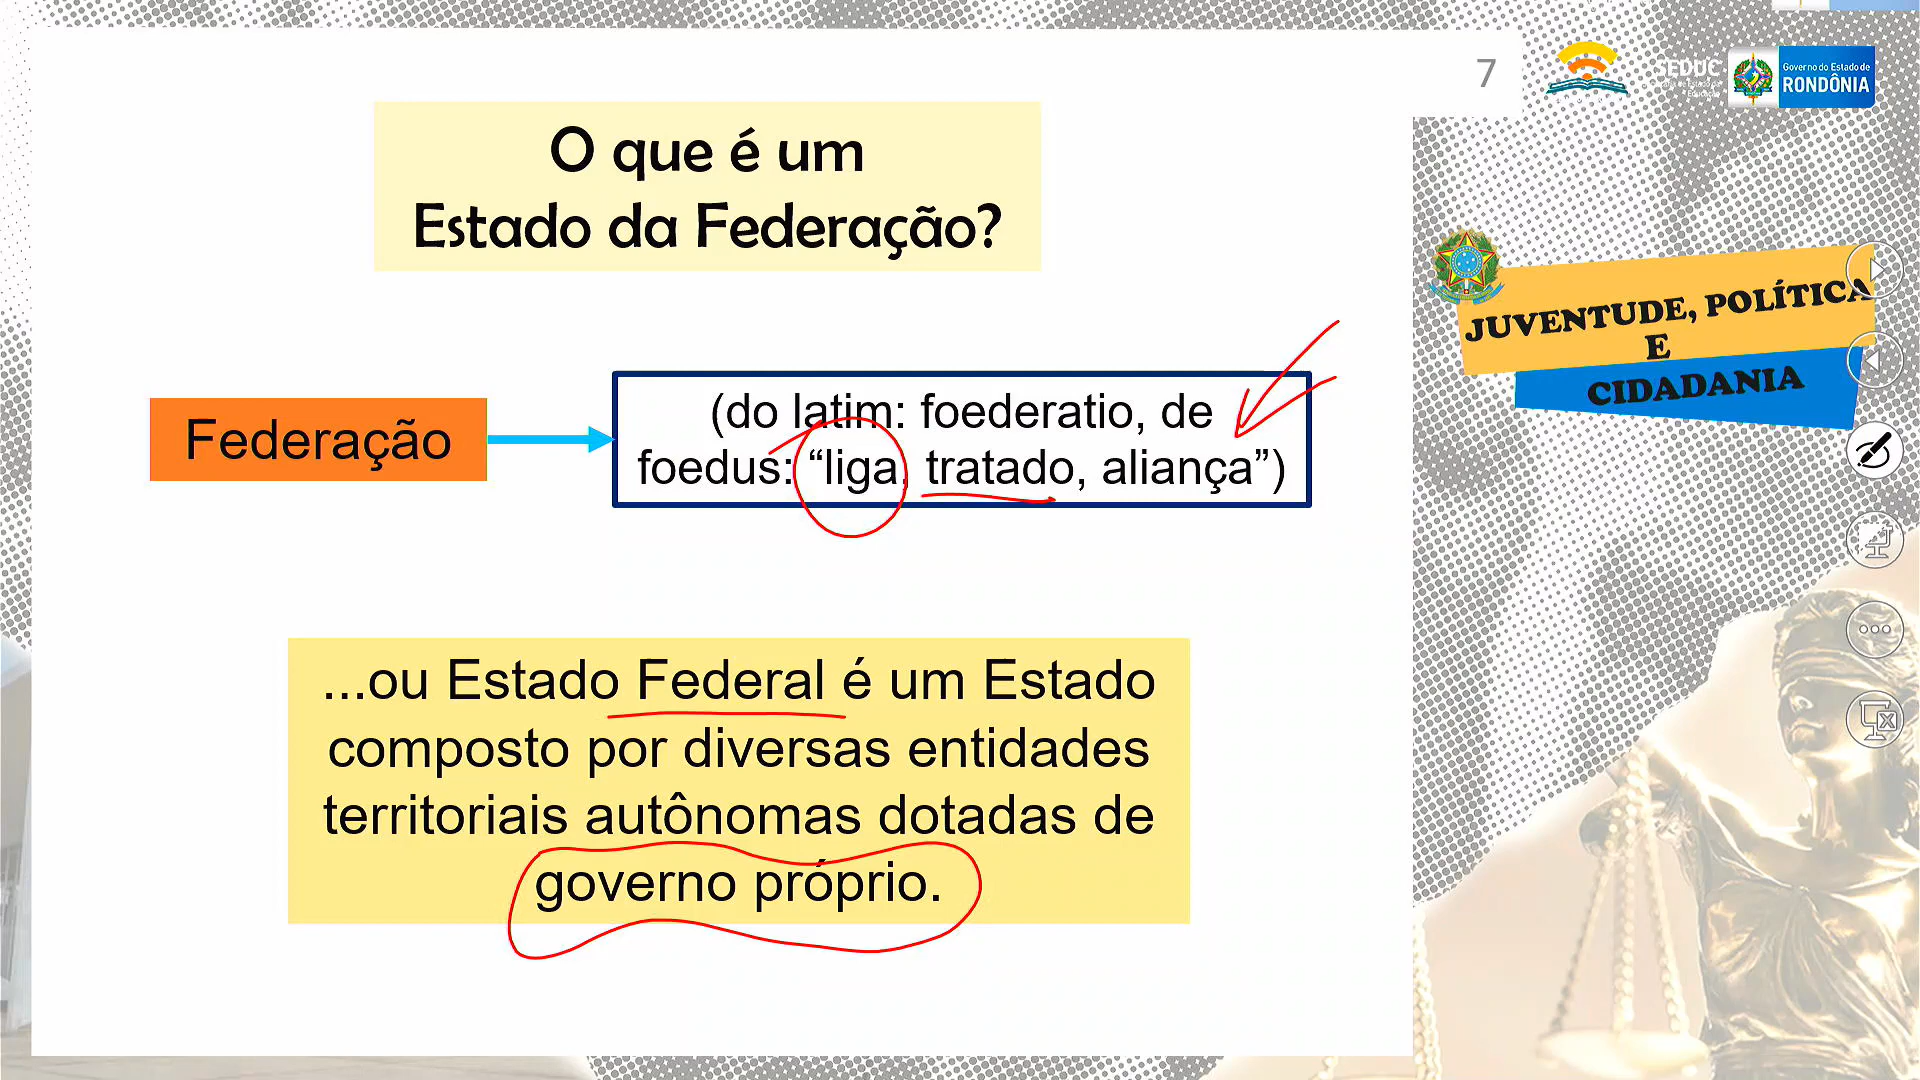 7
SEDUC
Governo do Estado de
RONDÔNIA
O que é um
Estado da Federação?
JUVENTUDE, POLÍTICA
E
CIDADANIA
Federação
(do latim: foederatio, de
foedus: “liga, tratado, aliança”)
...ou Estado Federal é um Estado
composto por diversas entidades
territoriais autônomas dotadas de
governo próprio.